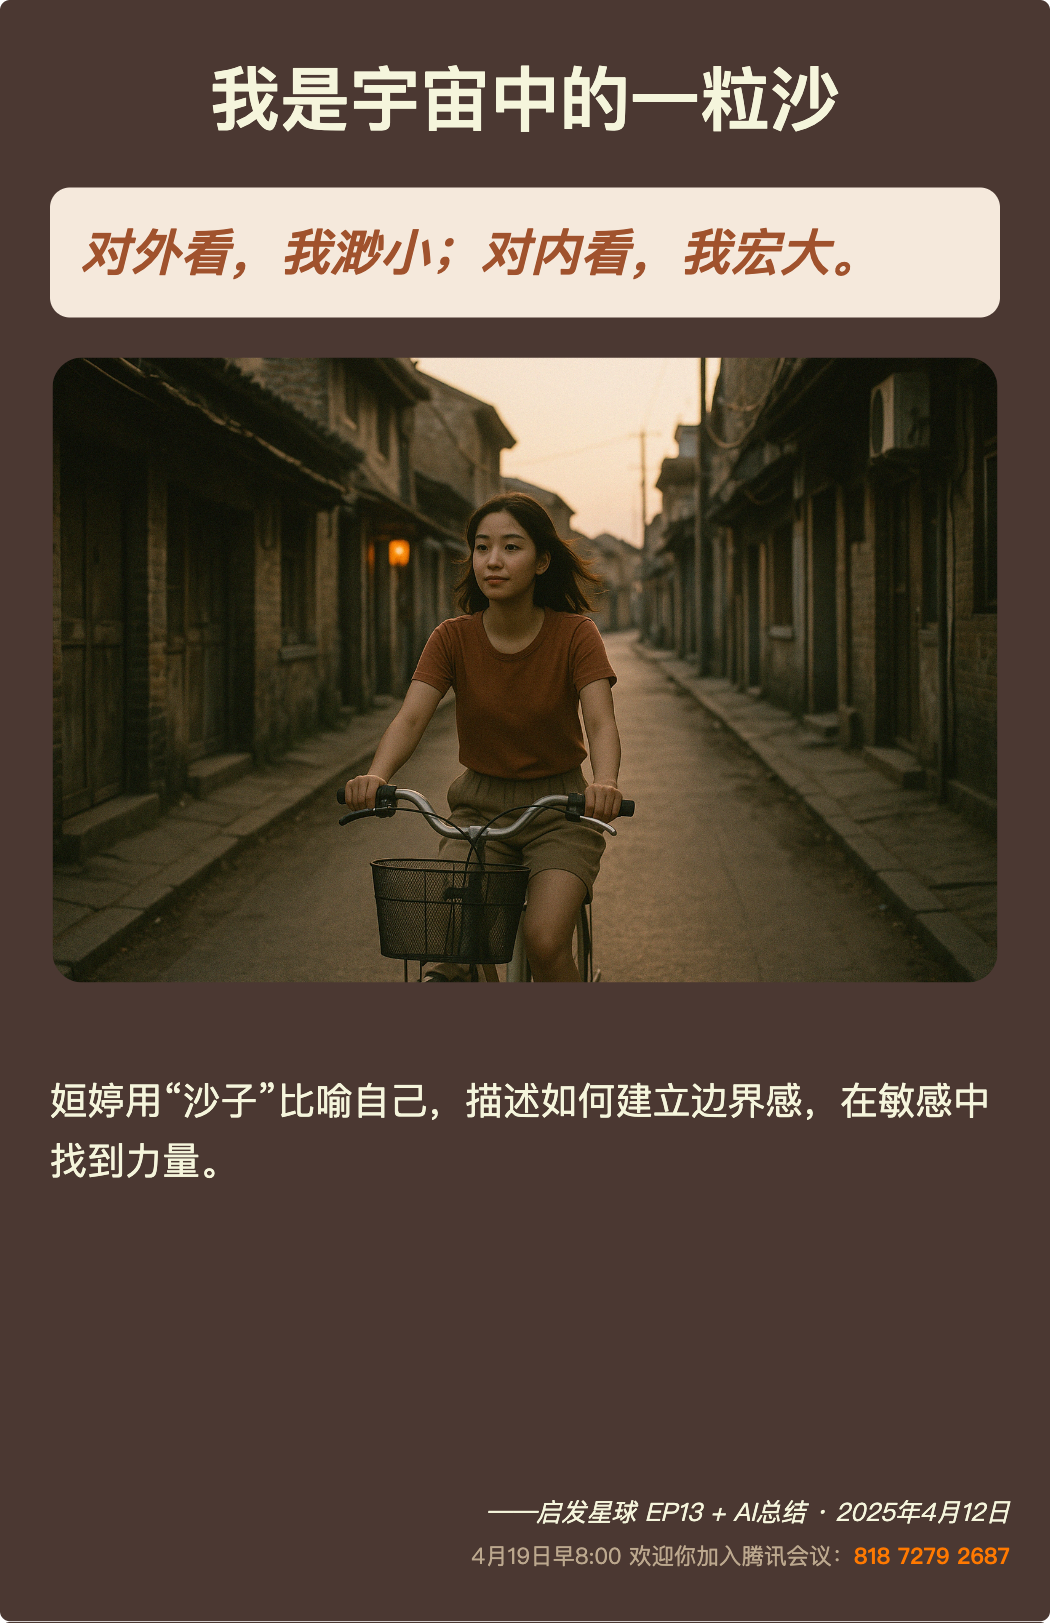 我是宇宙中的一粒沙
对外看，我渺小；对内看，我宏大。
姮婷用“沙子”比喻自己，描述如何建立边界感，在敏感中
找到力量。
——启发星球 EP13 + AI总结 · 2025年4月12日
4月19日早8:00 欢迎你加入腾讯会议：818 7279 2687